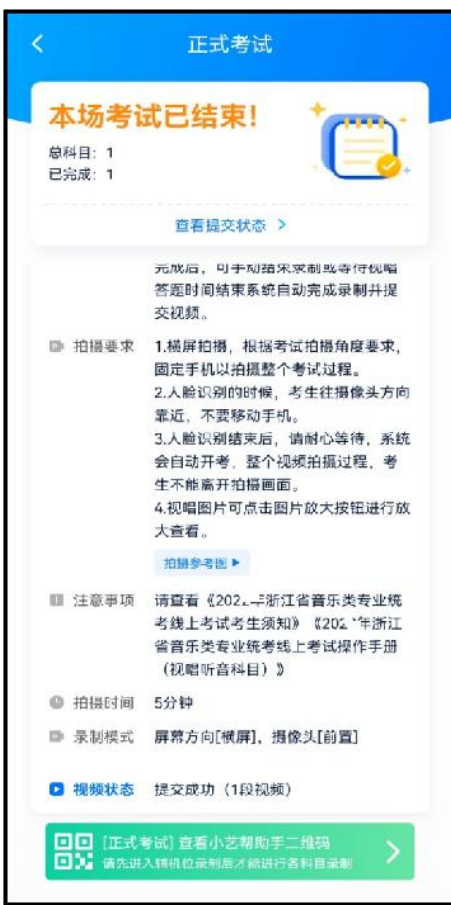 正式考试
本场考试已结束!
总科目: 1
已完成: 1
查看提交状态 >
完成后，可手动结束录制或等待视唱
答题时间结束系统自动完成录制并提
交视频。
拍摄要求
1.横屏拍摄，根据考试拍摄角度要求，
固定手机以拍摄整个考试过程。
2.人脸识别的时候，考生往摄像头方向
靠近，不要移动手机。
3.人脸识别结束后，请耐心等待，系统
会自动开考，整个视频拍摄过程，考
生不能离开拍摄画面。
4.视唱图片可点击图片放大按钮进行放
大查看。
拍摄参考图
注意事项
请查看《202 年浙江省音乐类专业统
考线上考试考生须知》《202 年浙江
省音乐类专业统考线上考试操作手册
（视唱听音科目）》
拍摄时间 5分钟
录制模式 屏幕方向[横屏]，摄像头[前置]
视频状态 提交成功（1段视频）
[正式考试] 查看小艺帮助手二维码
请先进入辅机位录制后才能进行各科目录制